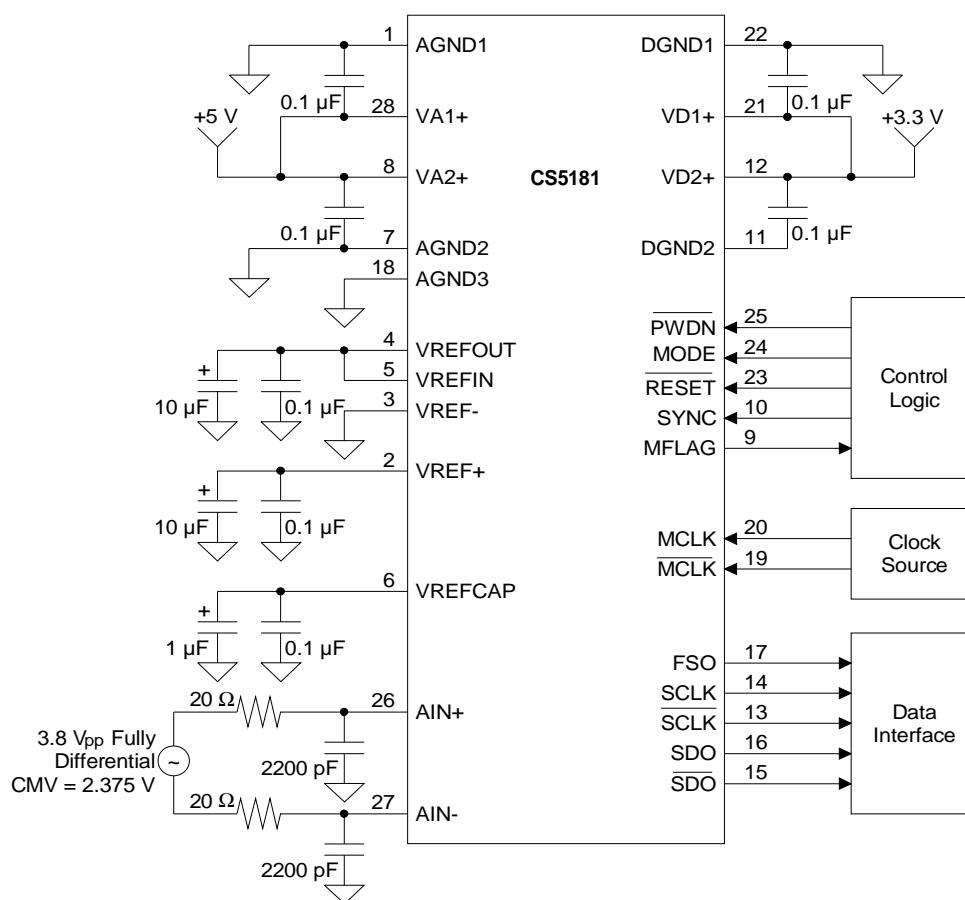 1 AGND1 DGND1 22
0.1 µF 0.1 µF
+5 V 28 VA1+ VD1+ 21 +3.3 V
8 VA2+ CS5181 VD2+ 12
0.1 µF 0.1 µF
7 AGND2 DGND2 11
18 AGND3
PWDN 25
4 VREFOUT MODE 24
5 VREFIN RESET 23 Control
10 µF 0.1 µF 3 VREF- SYNC 10 Logic
MFLAG 9
+
2 VREF+
+
10 µF 0.1 µF
MCLK 20 Clock
MCLK 19 Source
6 VREFCAP
+
1 µF 0.1 µF
FSO 17
20 Ω 26 AIN+ SCLK 14
SCLK 13 Data
3.8 Vpp Fully SDO 16 Interface
Differential ~
CMV = 2.375 V 2200 pF SDO 15
20 Ω 27 AIN-
2200 pF